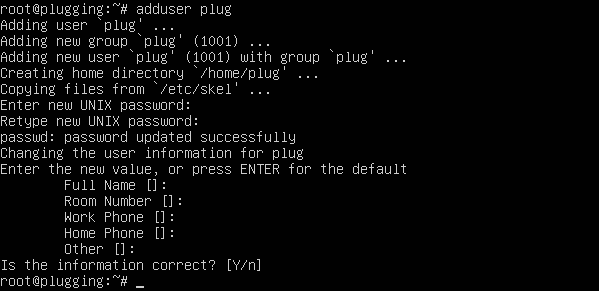 root@plugging:~# adduser plug
Adding user `plug' ...
Adding new group `plug' (1001) ...
Adding new user `plug' (1001) with group `plug' ...
Creating home directory `/home/plug' ...
Copying files from `/etc/skel' ...
Enter new UNIX password:
Retype new UNIX password:
passwd: password updated successfully
Changing the user information for plug
Enter the new value, or press ENTER for the default
        Full Name []:
        Room Number []:
        Work Phone []:
        Home Phone []:
        Other []:
Is the information correct? [Y/n]
root@plugging:~# _